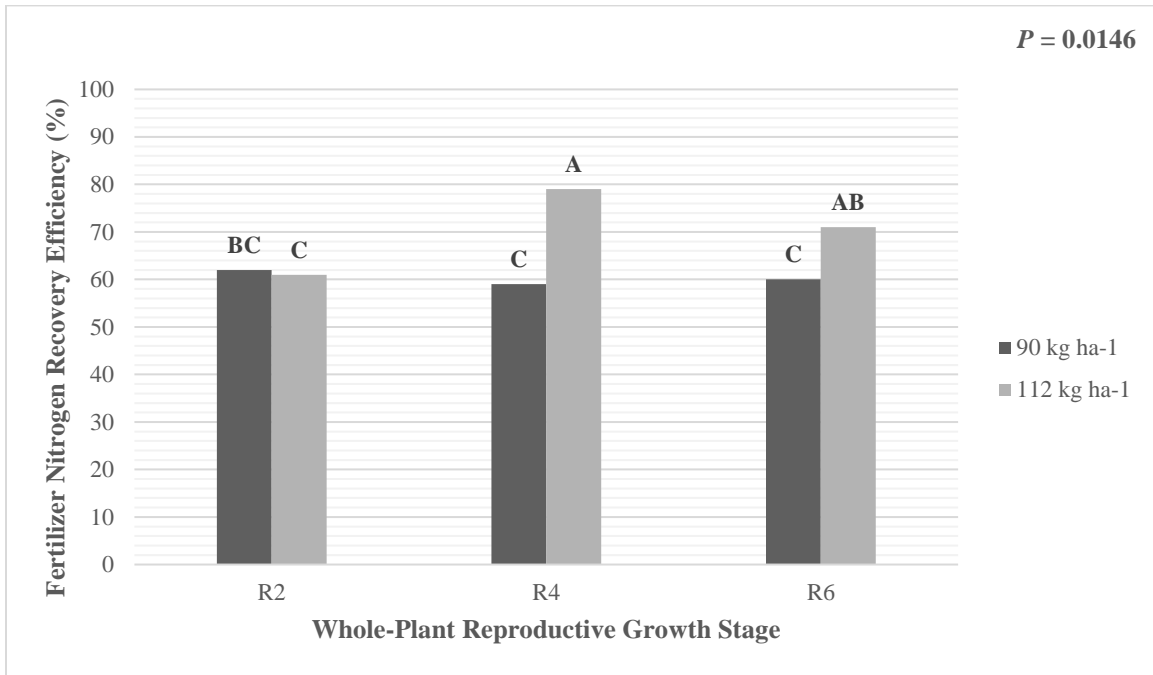 P = 0.0146
Fertilizer Nitrogen Recovery Efficiency (%)
100
90
80
70
60
50
40
30
20
10
0
BC
C
C
A
C
AB
R2
R4
R6
Whole-Plant Reproductive Growth Stage
90 kg ha-1
112 kg ha-1